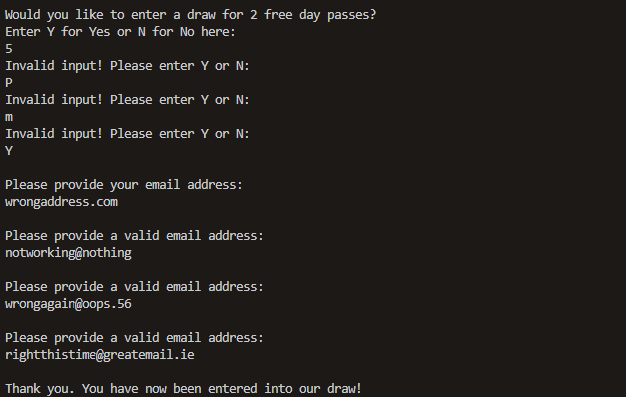 Would you like to enter a draw for 2 free day passes?
Enter Y for Yes or N for No here:
5
Invalid input! Please enter Y or N:
P
Invalid input! Please enter Y or N:
m
Invalid input! Please enter Y or N:
Y
Please provide your email address:
wrongaddress.com
Please provide a valid email address:
notworking@nothing
Please provide a valid email address:
wrongagain@oops.56
Please provide a valid email address:
rightthistime@greatemail.ie
Thank you. You have now been entered into our draw!